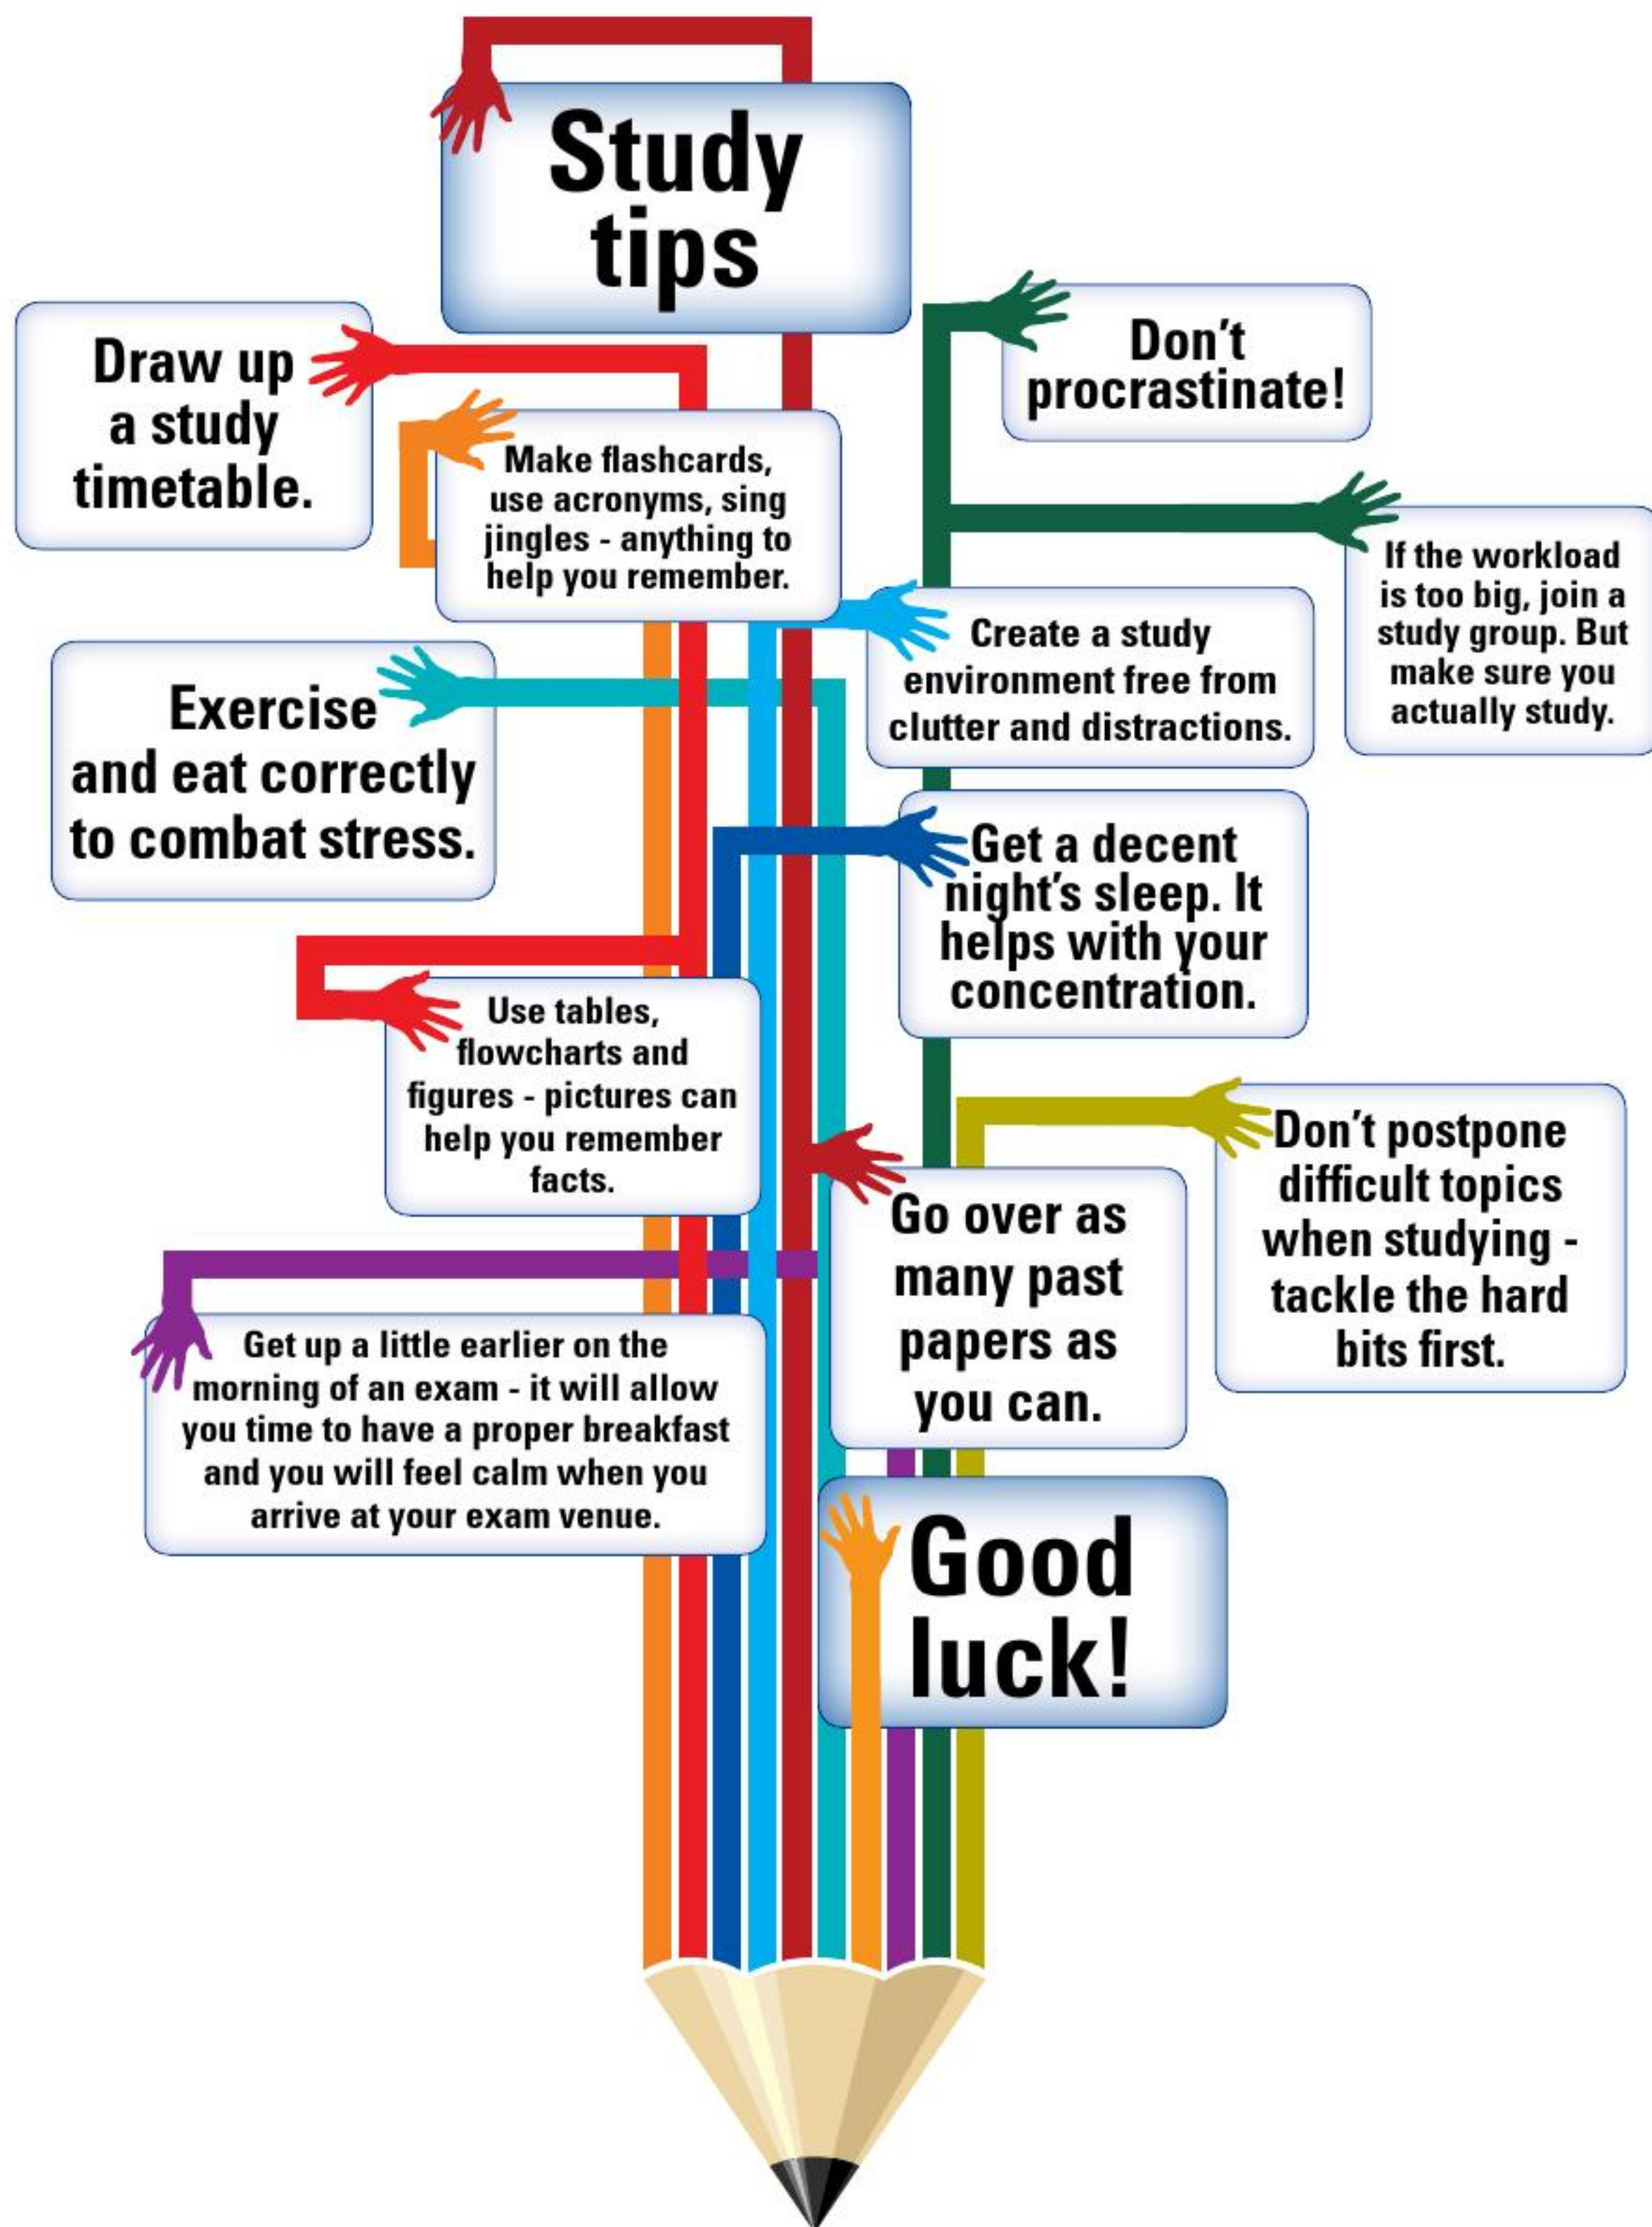 Study
tips
Draw up
a study
timetable.
Don't
procrastinate!
Make flashcards,
use acronyms, sing
jingles - anything to
help you remember.
If the workload
is too big, join a
study group. But
make sure you
actually study.
Create a study
environment free from
clutter and distractions.
Exercise
and eat correctly
to combat stress.
Get a decent
night's sleep. It
helps with your
concentration.
Use tables,
flowcharts and
figures - pictures can
help you remember
facts.
Don't postpone
difficult topics
when studying -
tackle the hard
bits first.
Go over as
many past
papers as
you can.
Get up a little earlier on the
morning of an exam - it will allow
you time to have a proper breakfast
and you will feel calm when you
arrive at your exam venue.
Good
luck!